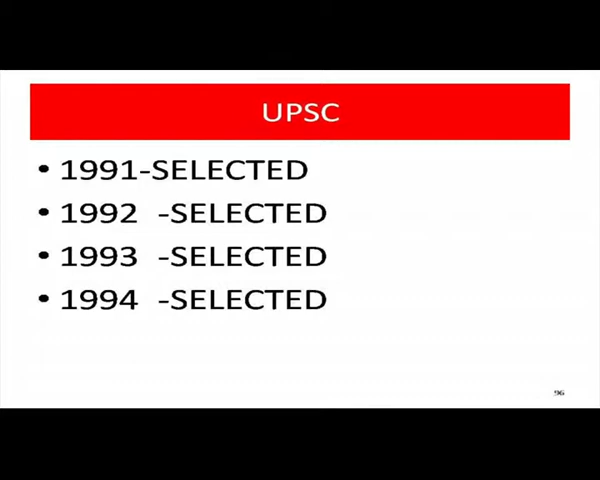 UPSC
• 1991-SELECTED
• 1992 -SELECTED
• 1993 -SELECTED
• 1994 -SELECTED
96